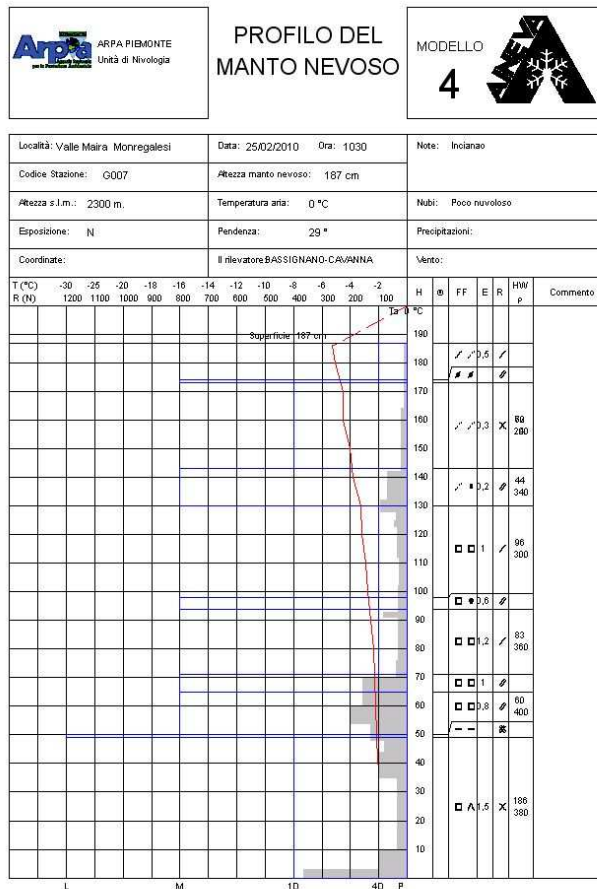 Arpa
ARPA PIEMONTE
Unità di Nivologia
PROFILO DEL
MANTO NEVOSO
MODELLO
4
AINEVA
Località: Valle Maira Monregalesi
Data: 25/02/2010 Ora: 1030
Note: Incianao
Codice Stazione: G007
Altezza manto nevoso: 187 cm
Altezza s.l.m.: 2300 m.
Temperatura aria: 0 °C
Nubi: Poco nuvoloso
Esposizione: N
Pendenza: 29 °
Precipitazioni:
Coordinate:
Il rilevatore BASSIGNANO-CAVANNA
Vento:
T (°C) -30 -25 -20 -18 -16 -14 -12 -10 -8 -6 -4 -2
R (N) 1200 1100 1000 900 800 700 600 500 400 300 200 100
H FF E R HW ρ Commento
Ta 0 °C
Superficie 187 cm
190
180
0,5
170
160
0,3
260
150
140
0,2 44
340
130
120
1 96
300
110
100
0,6
90
1,2 83
360
80
70
1
60
0,8 60
400
50
40
30
1,5 186
380
20
10
L M 1D 4D P